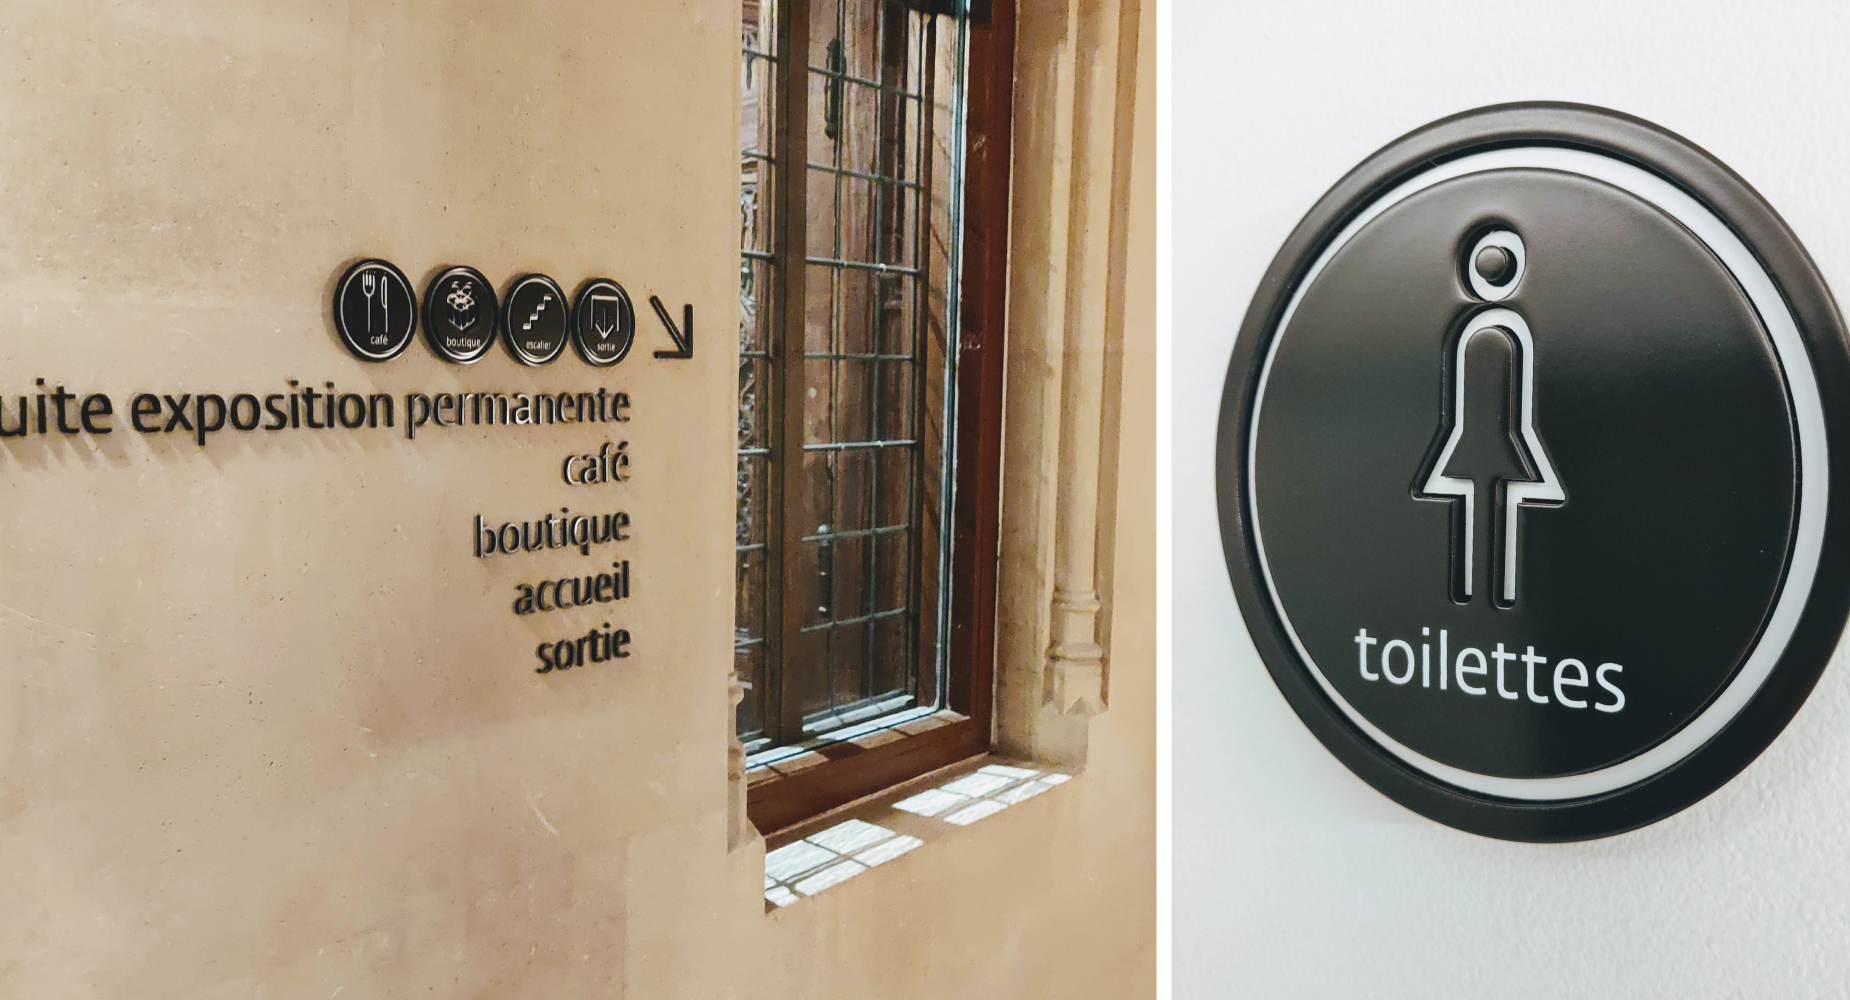 café
boutique
escalier
sortie
uite exposition permanente
café
boutique
accueil
sortie
toilettes